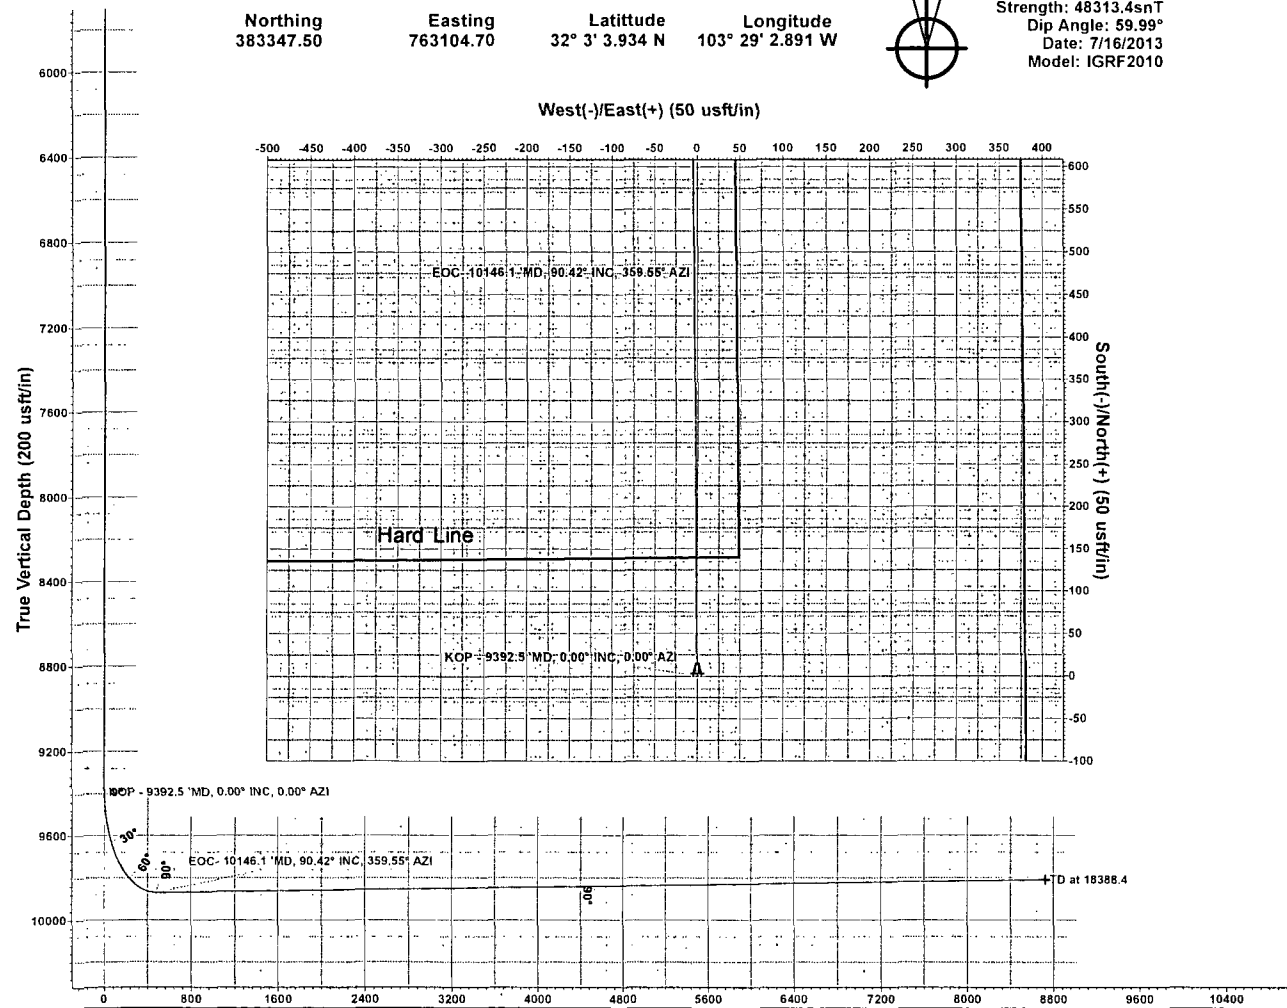 Strength: 48313.4snT
Dip Angle: 59.99°
Date: 7/16/2013
Model: IGRF2010
Northing Easting Latittude Longitude
383347.50 763104.70 32° 3' 3.934 N 103° 29' 2.891 W
West(-)/East(+) (50 usft/in)
-500 -450 -400 -350 -300 -250 -200 -150 -100 -50 0 50 100 150 200 250 300 350 400
600
550
500
450
400
350
300
250
200
150
100
50
0
-50
-100
South(-)/North(+) (50 usft/in)
EOC- 10146.1 'MD, 90.42° INC, 359.55° AZI
Hard Line
KOP - 9392.5 'MD, 0.00° INC, 0.00° AZI
True Vertical Depth (200 usft/in)
6000
6400
6800
7200
7600
8000
8400
8800
9200
9600
10000
KOP - 9392.5 'MD, 0.00° INC, 0.00° AZI
30°
60°
90°
EOC- 10146.1 'MD, 90.42° INC, 359.55° AZI
90°
TD at 18388.4
0 800 1600 2400 3200 4000 4800 5600 6400 7200 8000 8800 9600 10400